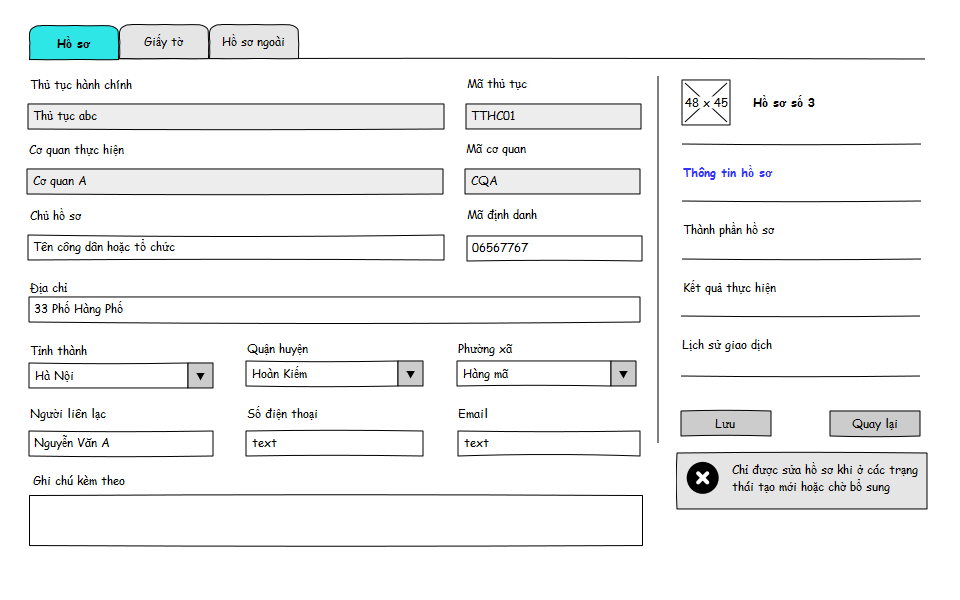 Hồ sơ
Giấy tờ
Hồ sơ ngoài
Thủ tục hành chính
Mã thủ tục
Thủ tục abc
TTHC01
Cơ quan thực hiện
Mã cơ quan
Cơ quan A
CQA
Chủ hồ sơ
Mã định danh
Tên công dân hoặc tổ chức
06567767
Địa chỉ
33 Phố Hàng Phố
Tỉnh thành
Quận huyện
Phường xã
Hà Nội
Hoàn Kiếm
Hàng mã
Người liên lạc
Số điện thoại
Email
Nguyễn Văn A
text
text
Ghi chú kèm theo
48 x 45
Hồ sơ số 3
Thông tin hồ sơ
Thành phần hồ sơ
Kết quả thực hiện
Lịch sử giao dịch
Lưu
Quay lại
Chỉ được sửa hồ sơ khi ở các trạng
thái tạo mới hoặc chờ bổ sung